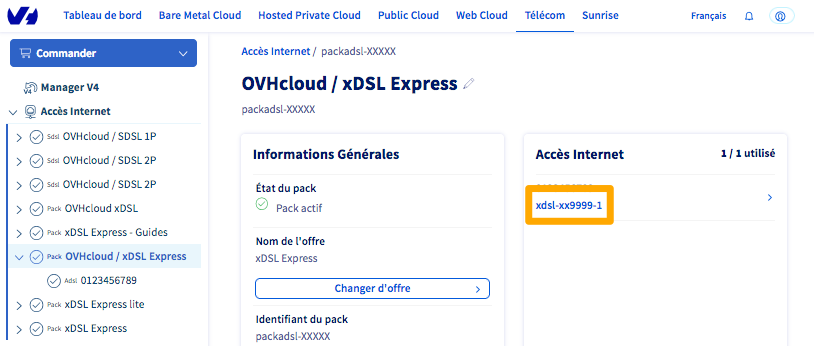 Tableau de bord Bare Metal Cloud Hosted Private Cloud Public Cloud Web Cloud Télécom Sunrise Français
Commander
V4 Manager V4
Accès Internet
Sdsl OVHcloud / SDSL 1P
Sdsl OVHcloud / SDSL 2P
Sdsl OVHcloud / SDSL 2P
Pack OVHcloud xDSL
Pack xDSL Express - Guides
Pack OVHcloud / xDSL Express
Adsl 0123456789
Pack xDSL Express lite
Pack xDSL Express
Accès Internet / packadsl-XXXXX
OVHcloud / xDSL Express
packadsl-XXXXX
Informations Générales
État du pack
Pack actif
Nom de l'offre
xDSL Express
Changer d'offre
Identifiant du pack
packadsl-XXXXX
Accès Internet 1 / 1 utilisé
xdsl-xx9999-1